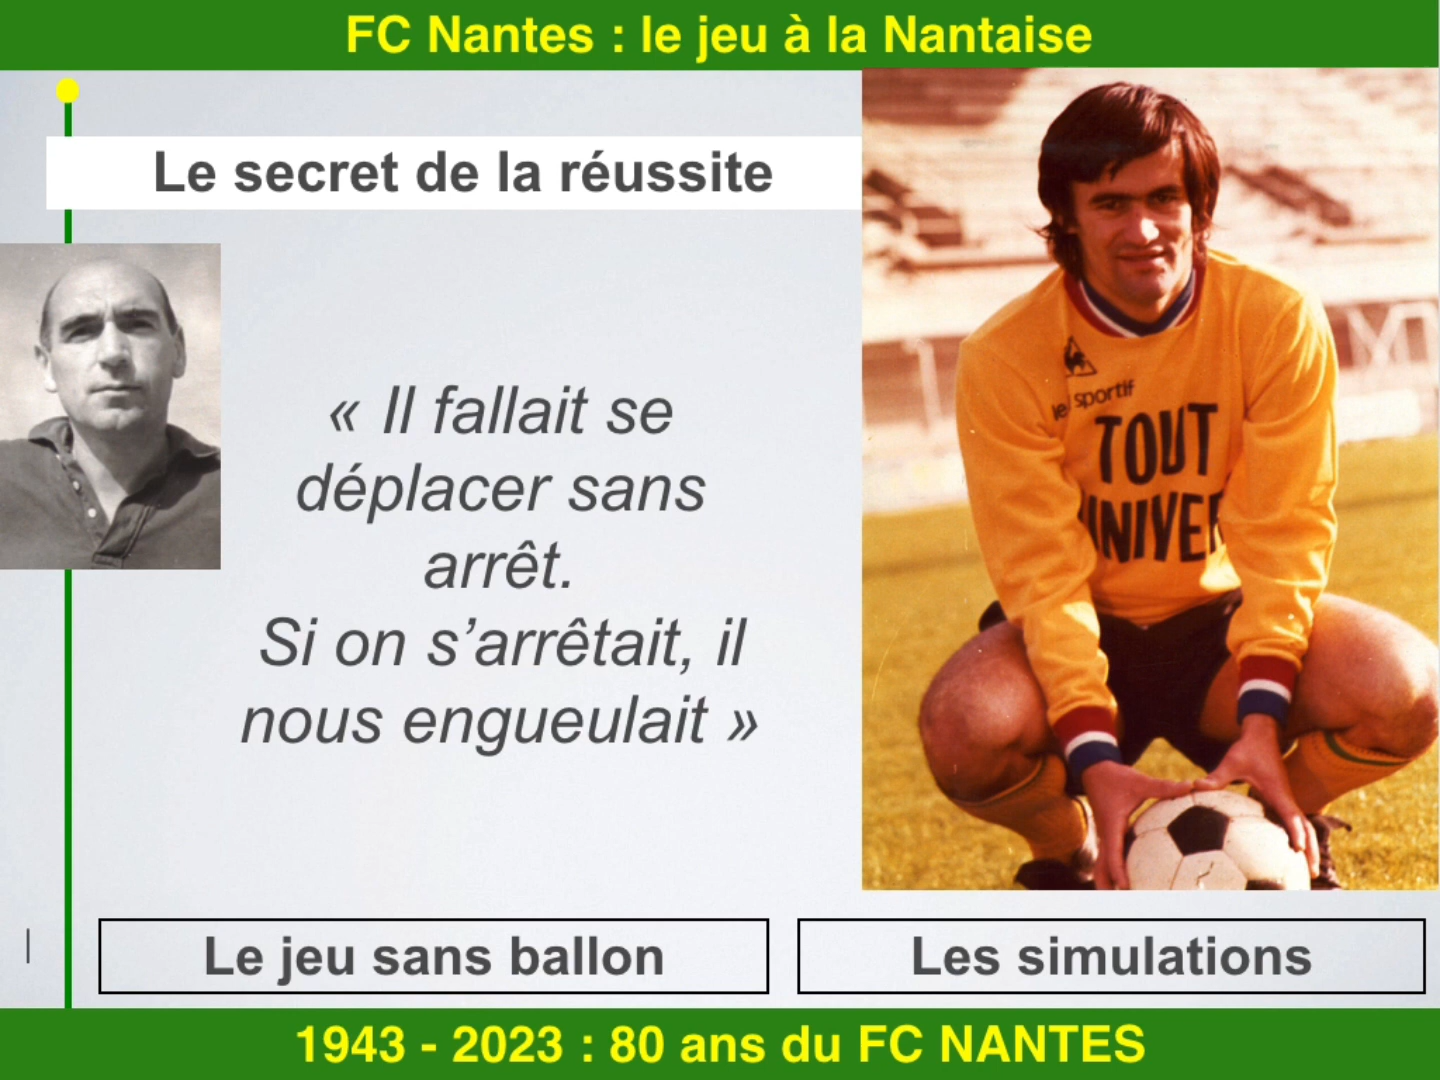 FC Nantes : le jeu à la Nantaise
Le secret de la réussite
« Il fallait se
déplacer sans
arrêt.
Si on s’arrêtait, il
nous engueulait »
le sportif
TOUT
UNIVER
Le jeu sans ballon
Les simulations
1943 - 2023 : 80 ans du FC NANTES